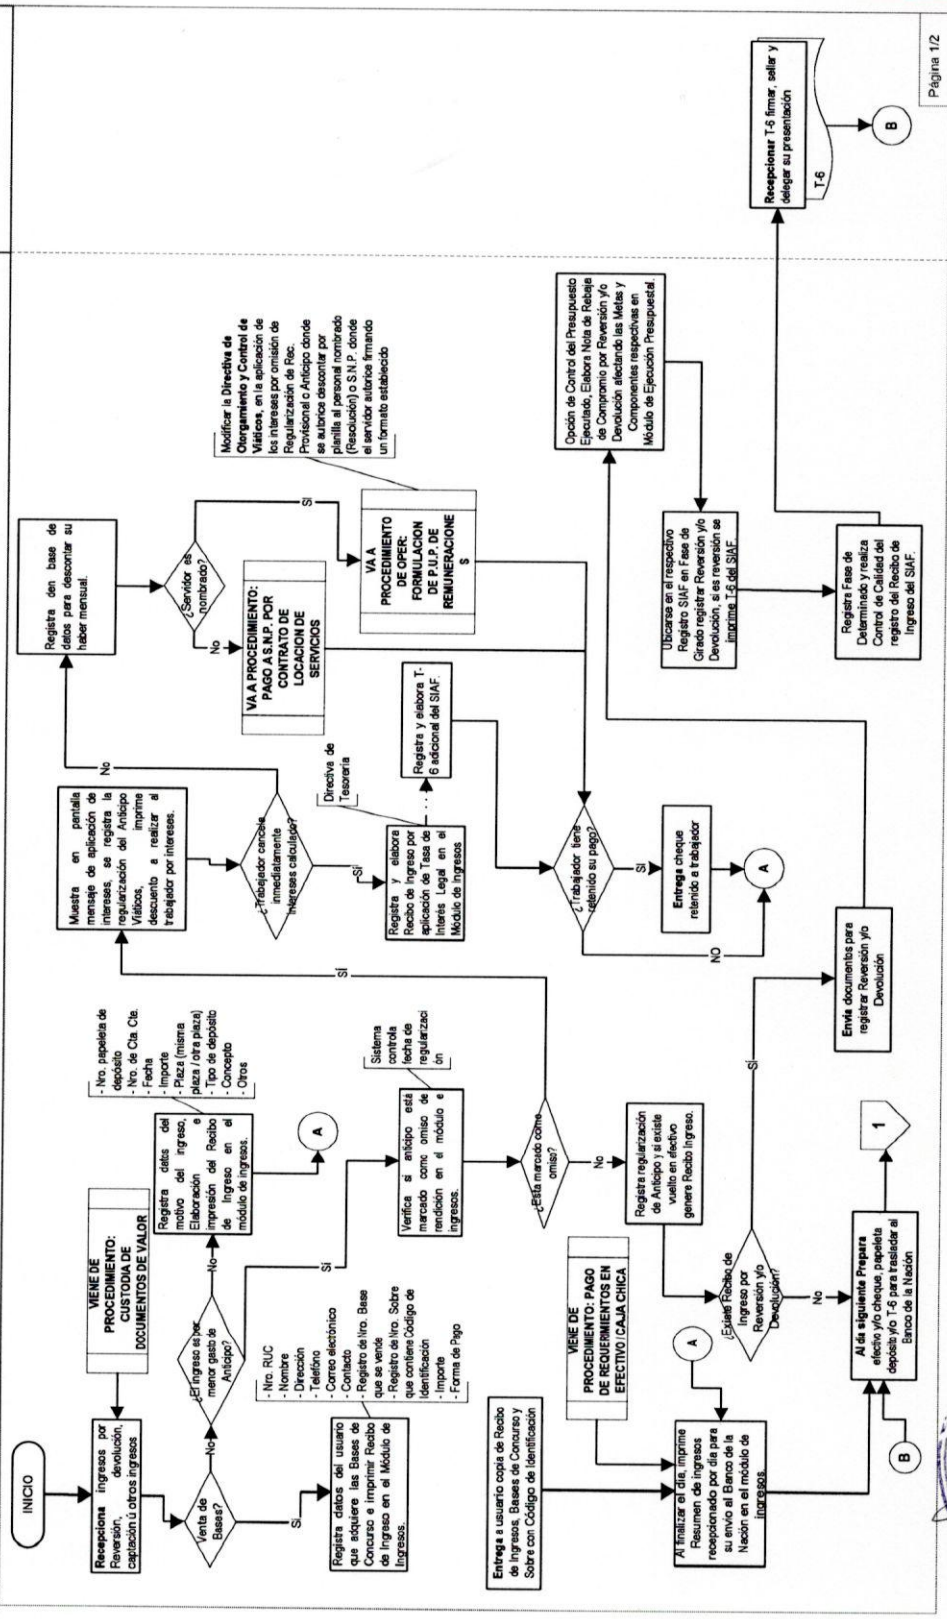 INICIO
VIENE DE
PROCEDIMIENTO:
CUSTODIA DE
DOCUMENTOS DE VALOR
Recepciona ingresos por
Reversión, devolución,
captación ú otros ingresos
Venta de
Bases?
No
Sí
¿El ingreso es por
menor gasto de
Anticipo?
No
Sí
Registra datos del
motivo del ingreso,
Elaboración e
impresión del Recibo
de Ingreso en el
módulo de ingresos.
- Nro. papeleta de
depósito
- Nro. de Cta. Cte.
- Fecha
- Importe
- Plaza (misma
plaza / otra plaza)
- Tipo de depósito
- Concepto
- Otros
A
Registra datos del usuario
que adquiere las Bases de
Concurso e imprimir Recibo
de Ingreso en el Módulo de
Ingresos.
- Nro. RUC
- Nombre
- Dirección
- Telefóno
- Correo electrónico
- Contacto
- Registro de Nro. Base
que se vende
- Registro de Nro. Sobre
que contiene Código de
Identificación
- Importe
- Forma de Pago
Verifica si anticipo está
marcado como omiso de
rendición en el módulo e
ingresos.
Sistema
controla
fecha de
regularizaci
ón
¿Esta marcado como
omiso?
Sí
No
Muestra en pantalla
mensaje de aplicación de
intereses, se registra la
regularización del Anticipo
Viáticos, imprime
descuento a realizar al
trabajador por intereses.
¿Trabajador cancela
inmediatamente
intereses calculado?
No
Sí
Registra den base de
datos para descontar su
haber mensual.
¿Servidor es
nombrado?
No
Sí
VA A PROCEDIMIENTO:
PAGO A S.N.P. POR
CONTRATO DE
LOCACION DE
SERVICIOS
VA A
PROCEDIMIENTO
DE OPER:
FORMULACION
DE P.U.P. DE
REMUNERACIONE
S
Modificar la Directiva de
Otorgamiento y Control de
Viáticos, en la aplicación de
los intereses por omisión de
Regularización de Rec.
Provisional o Anticipo donde
se autorice descontar por
planilla al personal nombrado
(Resolución) o S.N.P. donde
el servidor autorice firmando
un formato establecido
Registra y elabora
Recibo de Ingreso por
aplicación de Tasa de
Interés Legal en el
Módulo de Ingresos
Directiva de
Tesorería
Registra y elabora T-
6 adicional del SIAF.
¿Trabajador tiene
retenido su pago?
Sí
NO
Entrega cheque
retenido a trabajador
A
Entrega a usuario copia de Recibo
de Ingresos, Bases de Concurso y
Sobre con Código de Identificación
VIENE DE
PROCEDIMIENTO: PAGO
DE REQUERIMIENTOS EN
EFECTIVO / CAJA CHICA
Registra regularización
de Anticipo y si existe
vuelto en efectivo
genere Recibo Ingreso.
A
Al finalizar el día, imprime
Resumen de ingresos
recepcionado por día para
su envío al Banco de la
Nación en el módulo de
ingresos.
¿Existe Recibo de
Ingreso por
Reversión y/o
Devolución?
Sí
No
Al día siguiente Prepara
efectivo y/o cheque, papeleta
depósito y/o T-6 para trasladar al
Banco de la Nación
B
1
Envía documentos para
registrar Reversión y/o
Devolución
Opción de Control del Presupuesto
Ejecutado, Elabora Nota de Rebaja
de Compromiso por Reversión y/o
Devolución afectando las Metas y
Componentes respectivas en
Módulo de Ejecución Presupuestal.
Ubicarse en el respectivo
Registro SIAF en Fase de
Girado registrar Reversión y/o
Devolución, si es reversión se
imprime T-6 del SIAF.
Registra Fase de
Determinado y realiza
Control de Calidad del
registro del Recibo de
Ingreso del SIAF.
Recepcionar T-6 firmar, sellar y
delegar su presentación
T-6
B
Página 1/2